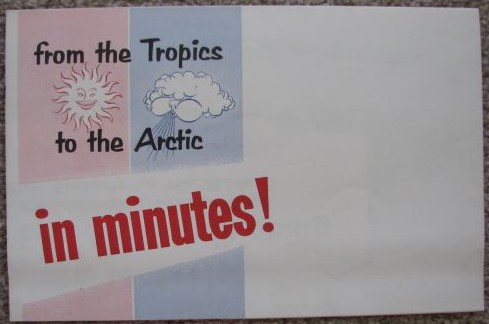 from the Tropics
to the Arctic
in minutes!